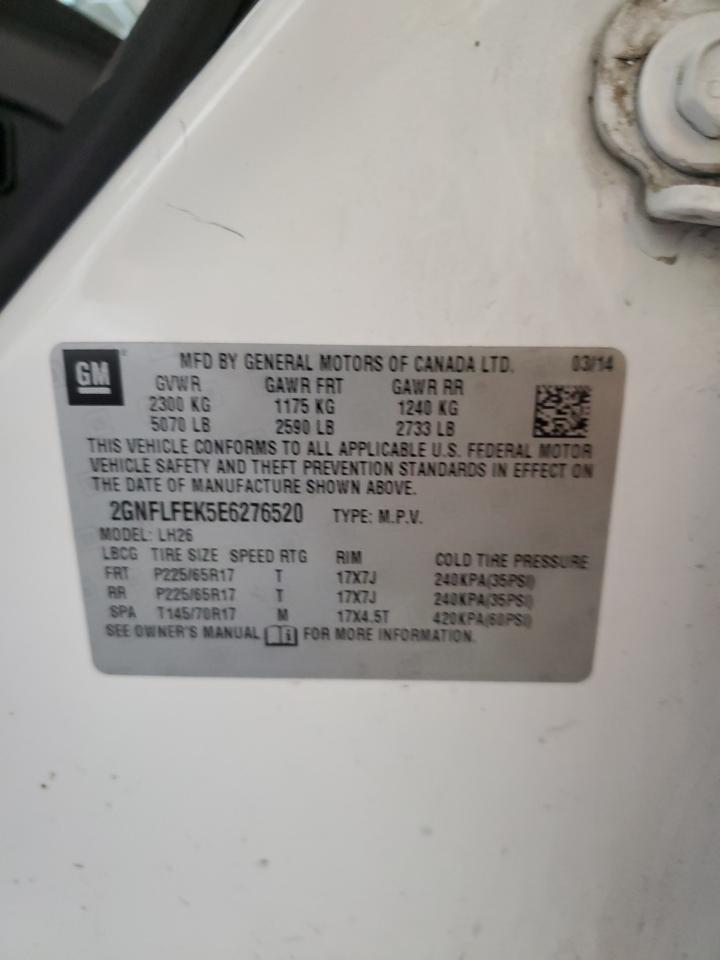 GM ® MFD BY GENERAL MOTORS OF CANADA LTD. 03/14
GVWR GAWR FRT GAWR RR
2300 KG 1175 KG 1240 KG
5070 LB 2590 LB 2733 LB
THIS VEHICLE CONFORMS TO ALL APPLICABLE U.S. FEDERAL MOTOR
VEHICLE SAFETY AND THEFT PREVENTION STANDARDS IN EFFECT ON
THE DATE OF MANUFACTURE SHOWN ABOVE.
2GNFLFEK5E6276520 TYPE: M.P.V.
MODEL: LH26
LBCG TIRE SIZE SPEED RTG RIM COLD TIRE PRESSURE
FRT P225/65R17 T 17X7J 240KPA(35PSI)
RR P225/65R17 T 17X7J 240KPA(35PSI)
SPA T145/70R17 M 17X4.5T 420KPA(60PSI)
SEE OWNER'S MANUAL FOR MORE INFORMATION.